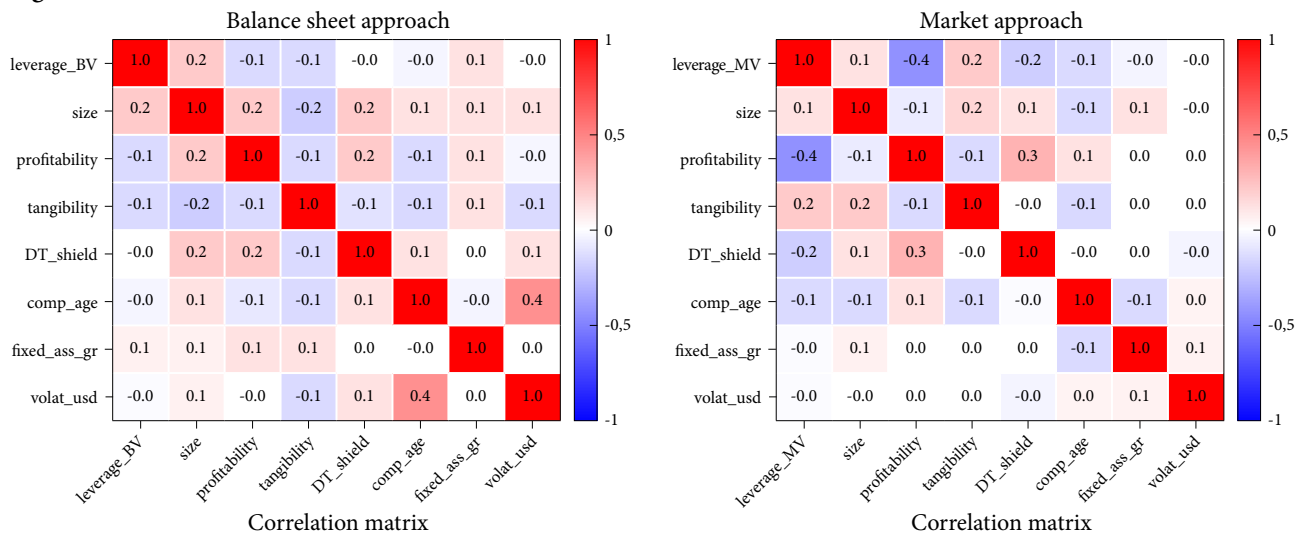 Balance sheet approach
leverage_BV 1.0 0.2 -0.1 -0.1 -0.0 -0.0 0.1 -0.0
size 0.2 1.0 0.2 -0.2 0.2 0.1 0.1 0.1
profitability -0.1 0.2 1.0 -0.1 0.2 -0.1 0.1 -0.0
tangibility -0.1 -0.2 -0.1 1.0 -0.1 -0.1 0.1 -0.1
DT_shield -0.0 0.2 0.2 -0.1 1.0 0.1 0.0 0.1
comp_age -0.0 0.1 -0.1 -0.1 0.1 1.0 -0.0 0.4
fixed_ass_gr 0.1 0.1 0.1 0.1 0.0 -0.0 1.0 0.0
volat_usd -0.0 0.1 -0.0 -0.1 0.1 0.4 0.0 1.0
leverage_BV size profitability tangibility DT_shield comp_age fixed_ass_gr volat_usd
1
0,5
0
-0,5
-1
Correlation matrix
Market approach
leverage_MV 1.0 0.1 -0.4 0.2 -0.2 -0.1 -0.0 -0.0
size 0.1 1.0 -0.1 0.2 0.1 -0.1 0.1 -0.0
profitability -0.4 -0.1 1.0 -0.1 0.3 0.1 0.0 0.0
tangibility 0.2 0.2 -0.1 1.0 -0.0 -0.1 0.0 0.0
DT_shield -0.2 0.1 0.3 -0.0 1.0 -0.0 0.0 -0.0
comp_age -0.1 -0.1 0.1 -0.1 -0.0 1.0 -0.1 0.0
fixed_ass_gr -0.0 0.1 0.0 0.0 0.0 -0.1 1.0 0.1
volat_usd -0.0 -0.0 0.0 0.0 -0.0 0.0 0.1 1.0
leverage_MV size profitability tangibility DT_shield comp_age fixed_ass_gr volat_usd
1
0,5
0
-0,5
-1
Correlation matrix